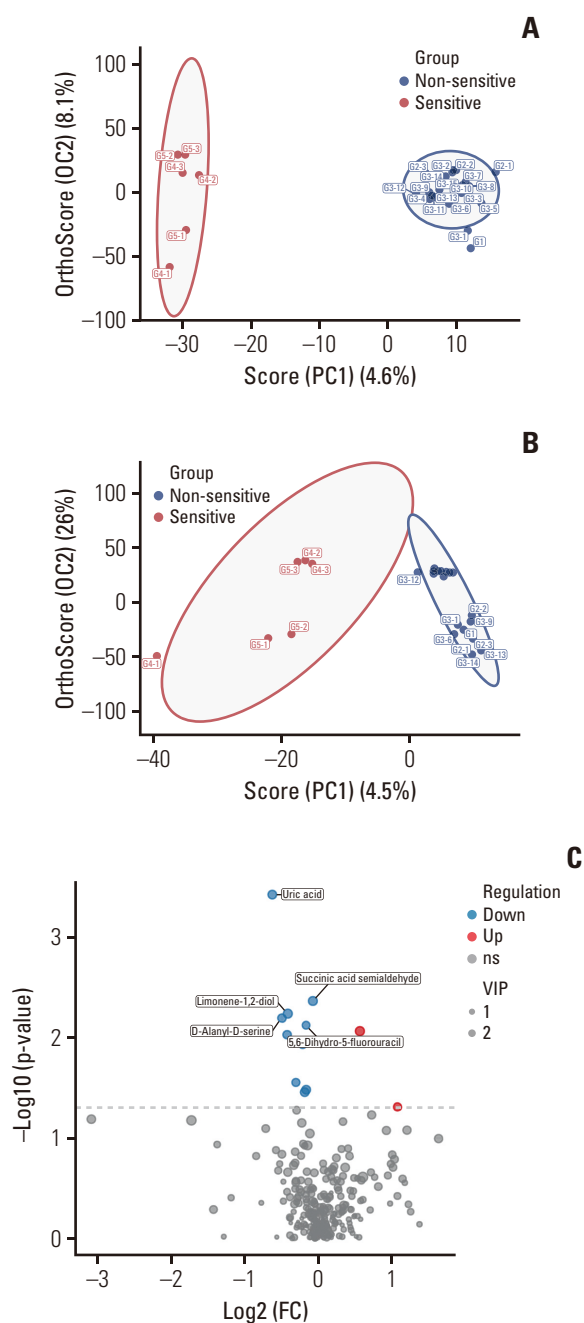 A
Group
Non-sensitive
Sensitive
OrthoScore (OC2) (8.1%)
100
50
0
−50
−100
G5-3
G5-2
G4-3
G4-2
G5-1
G4-1
G2-3
G3-2
G2-2
G2-1
G3-14
G3-7
G3-12
G3-9
G3-8
G3-10
G3-4
G3-13
G3-3
G3-11
G3-6
G3-5
G3-1
G1
−30
−20
−10
0
10
Score (PC1) (4.6%)
B
Group
Non-sensitive
Sensitive
OrthoScore (OC2) (26%)
100
50
0
−50
−100
G4-2
G5-3
G4-3
G5-2
G5-1
G4-1
G3-12
G2-2
G3-1
G3-9
G3-6
G1
G2-1
G2-3
G3-14
G3-13
−40
−20
0
Score (PC1) (4.5%)
C
Regulation
Down
Up
ns
VIP
1
2
−Log10 (p-value)
3
2
1
0
Uric acid
Succinic acid semialdehyde
Limonene-1,2-diol
D-Alanyl-D-serine
5,6-Dihydro-5-fluorouracil
−3
−2
−1
0
1
Log2 (FC)